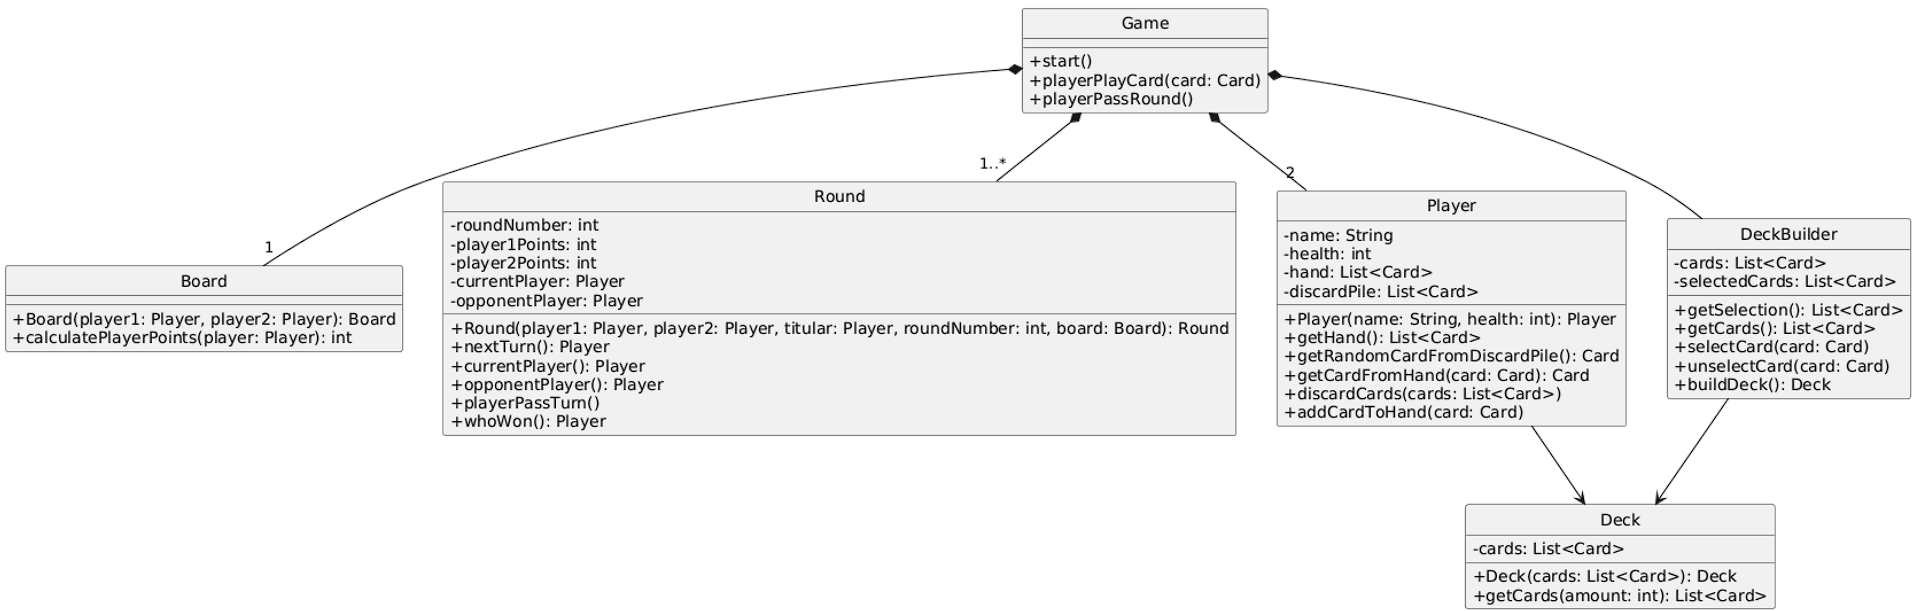 Game
+start()
+playerPlayCard(card: Card)
+playerPassRound()
1
1..*
2
Board
+Board(player1: Player, player2: Player): Board
+calculatePlayerPoints(player: Player): int
Round
-roundNumber: int
-player1Points: int
-player2Points: int
-currentPlayer: Player
-opponentPlayer: Player
+Round(player1: Player, player2: Player, titular: Player, roundNumber: int, board: Board): Round
+nextTurn(): Player
+currentPlayer(): Player
+opponentPlayer(): Player
+playerPassTurn()
+whoWon(): Player
Player
-name: String
-health: int
-hand: List<Card>
-discardPile: List<Card>
+Player(name: String, health: int): Player
+getHand(): List<Card>
+getRandomCardFromDiscardPile(): Card
+getCardFromHand(card: Card): Card
+discardCards(cards: List<Card>)
+addCardToHand(card: Card)
DeckBuilder
-cards: List<Card>
-selectedCards: List<Card>
+getSelection(): List<Card>
+getCards(): List<Card>
+selectCard(card: Card)
+unselectCard(card: Card)
+buildDeck(): Deck
Deck
-cards: List<Card>
+Deck(cards: List<Card>): Deck
+getCards(amount: int): List<Card>